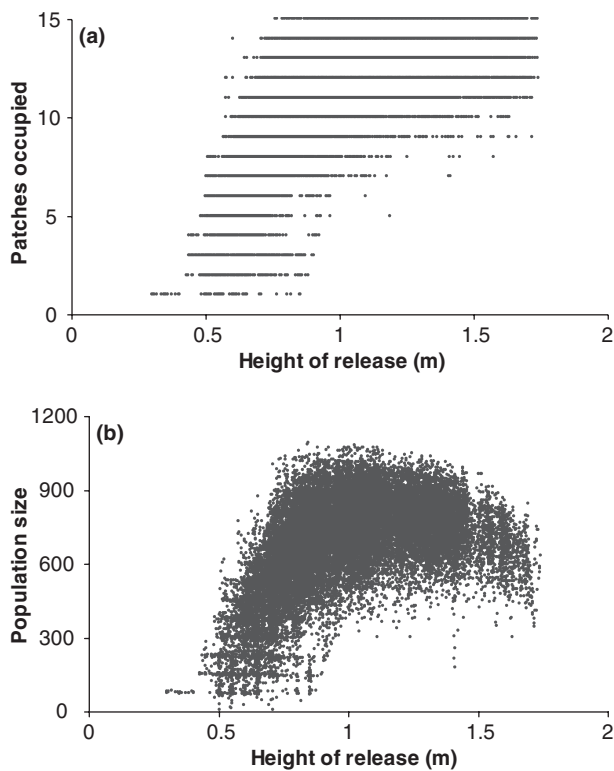 15
(a)
10
Patches occupied
5
0
0 0.5 1 1.5 2
Height of release (m)
1200
(b)
900
Population size
600
300
0
0 0.5 1 1.5 2
Height of release (m)